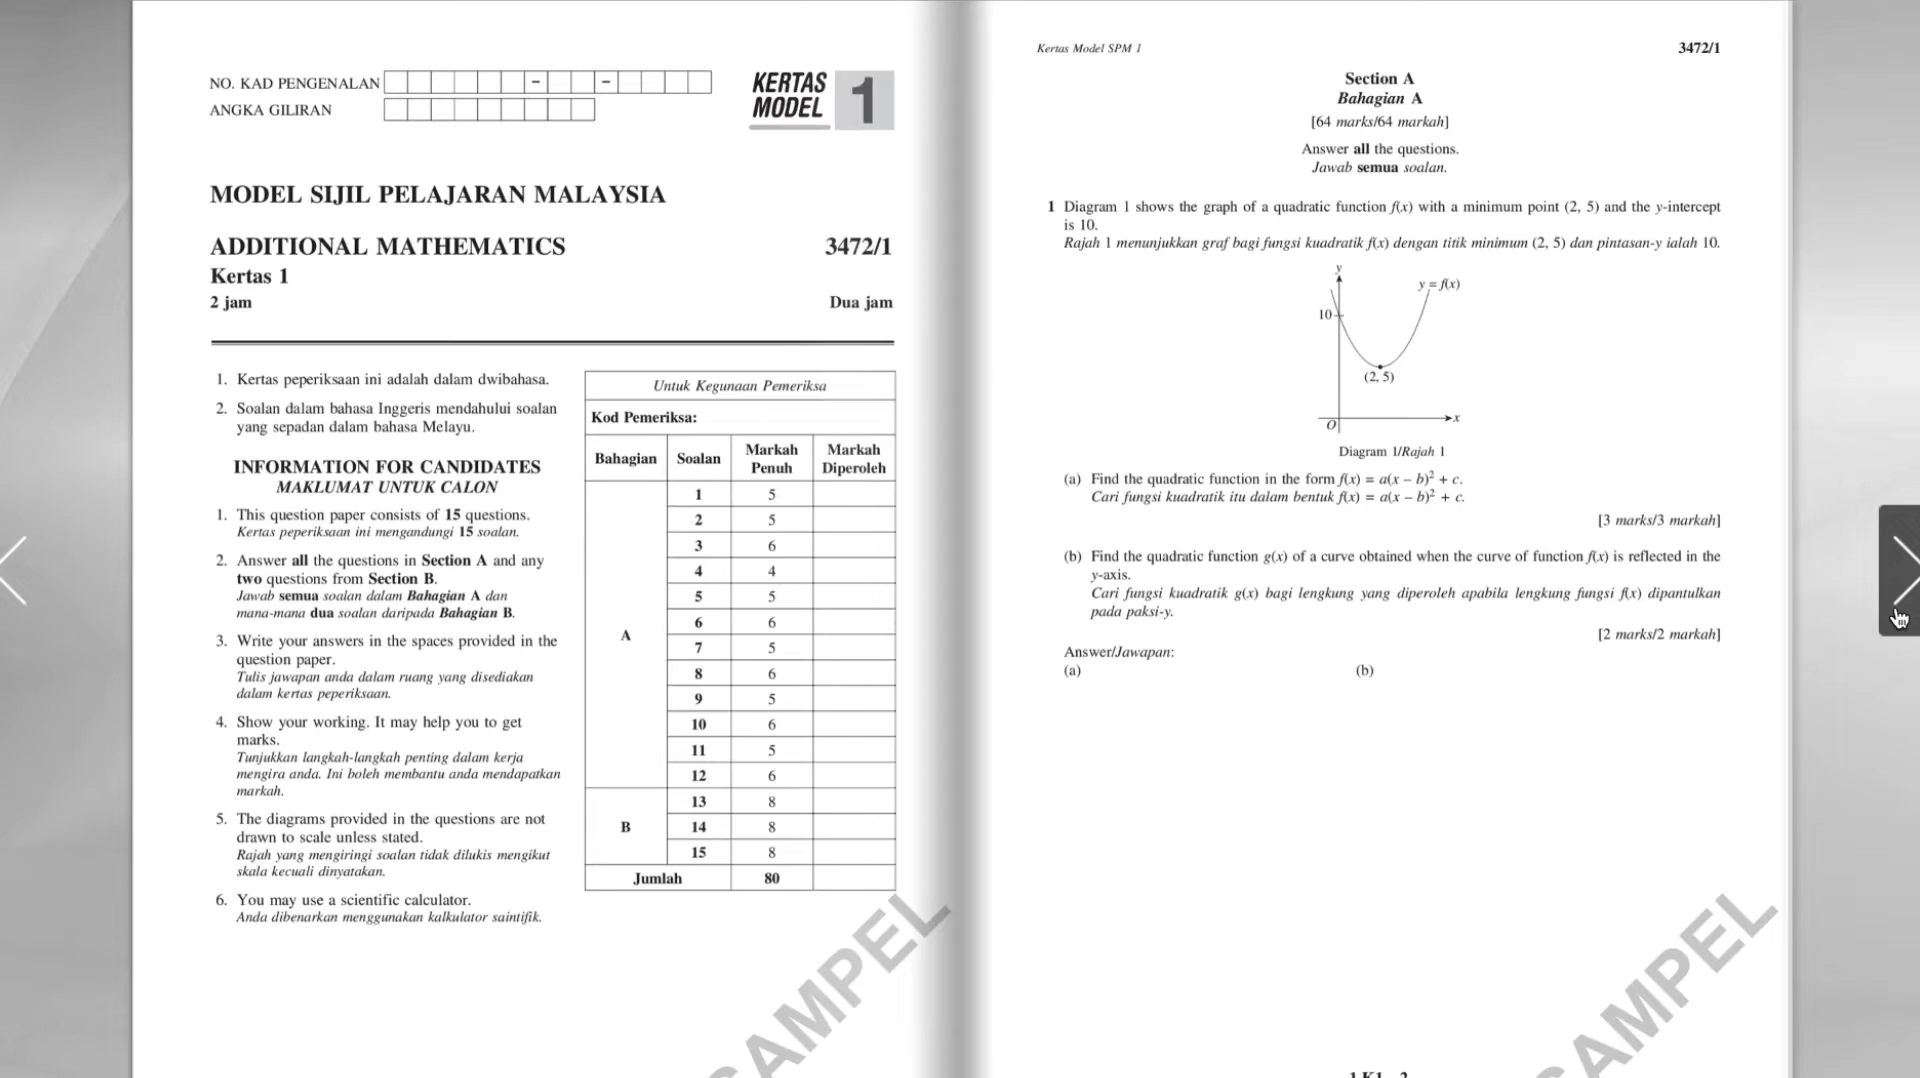 NO. KAD PENGENALAN - -
ANGKA GILIRAN
KERTAS
MODEL 1
MODEL SIJIL PELAJARAN MALAYSIA
ADDITIONAL MATHEMATICS 3472/1
Kertas 1
2 jam Dua jam
1. Kertas peperiksaan ini adalah dalam dwibahasa.
2. Soalan dalam bahasa Inggeris mendahului soalan
yang sepadan dalam bahasa Melayu.
INFORMATION FOR CANDIDATES
MAKLUMAT UNTUK CALON
1. This question paper consists of 15 questions.
Kertas peperiksaan ini mengandungi 15 soalan.
2. Answer all the questions in Section A and any
two questions from Section B.
Jawab semua soalan dalam Bahagian A dan
mana-mana dua soalan daripada Bahagian B.
3. Write your answers in the spaces provided in the
question paper.
Tulis jawapan anda dalam ruang yang disediakan
dalam kertas peperiksaan.
4. Show your working. It may help you to get
marks.
Tunjukkan langkah-langkah penting dalam kerja
mengira anda. Ini boleh membantu anda mendapatkan
markah.
5. The diagrams provided in the questions are not
drawn to scale unless stated.
Rajah yang mengiringi soalan tidak dilukis mengikut
skala kecuali dinyatakan.
6. You may use a scientific calculator.
Anda dibenarkan menggunakan kalkulator saintifik.
Untuk Kegunaan Pemeriksa
Kod Pemeriksa:
Bahagian Soalan Markah Penuh Markah Diperoleh
A
1 5
2 5
3 6
4 4
5 5
6 6
7 5
8 6
9 5
10 6
11 5
12 6
B
13 8
14 8
15 8
Jumlah 80
SAMPEL
Kertas Model SPM 1 3472/1
Section A
Bahagian A
[64 marks/64 markah]
Answer all the questions.
Jawab semua soalan.
1 Diagram 1 shows the graph of a quadratic function f(x) with a minimum point (2, 5) and the y-intercept
is 10.
Rajah 1 menunjukkan graf bagi fungsi kuadratik f(x) dengan titik minimum (2, 5) dan pintasan-y ialah 10.
y
y = f(x)
10
(2, 5)
x
O
Diagram 1/Rajah 1
(a) Find the quadratic function in the form f(x) = a(x – b)² + c.
Cari fungsi kuadratik itu dalam bentuk f(x) = a(x – b)² + c.
[3 marks/3 markah]
(b) Find the quadratic function g(x) of a curve obtained when the curve of function f(x) is reflected in the
y-axis.
Cari fungsi kuadratik g(x) bagi lengkung yang diperoleh apabila lengkung fungsi f(x) dipantulkan
pada paksi-y.
[2 marks/2 markah]
Answer/Jawapan:
(a) (b)
SAMPEL